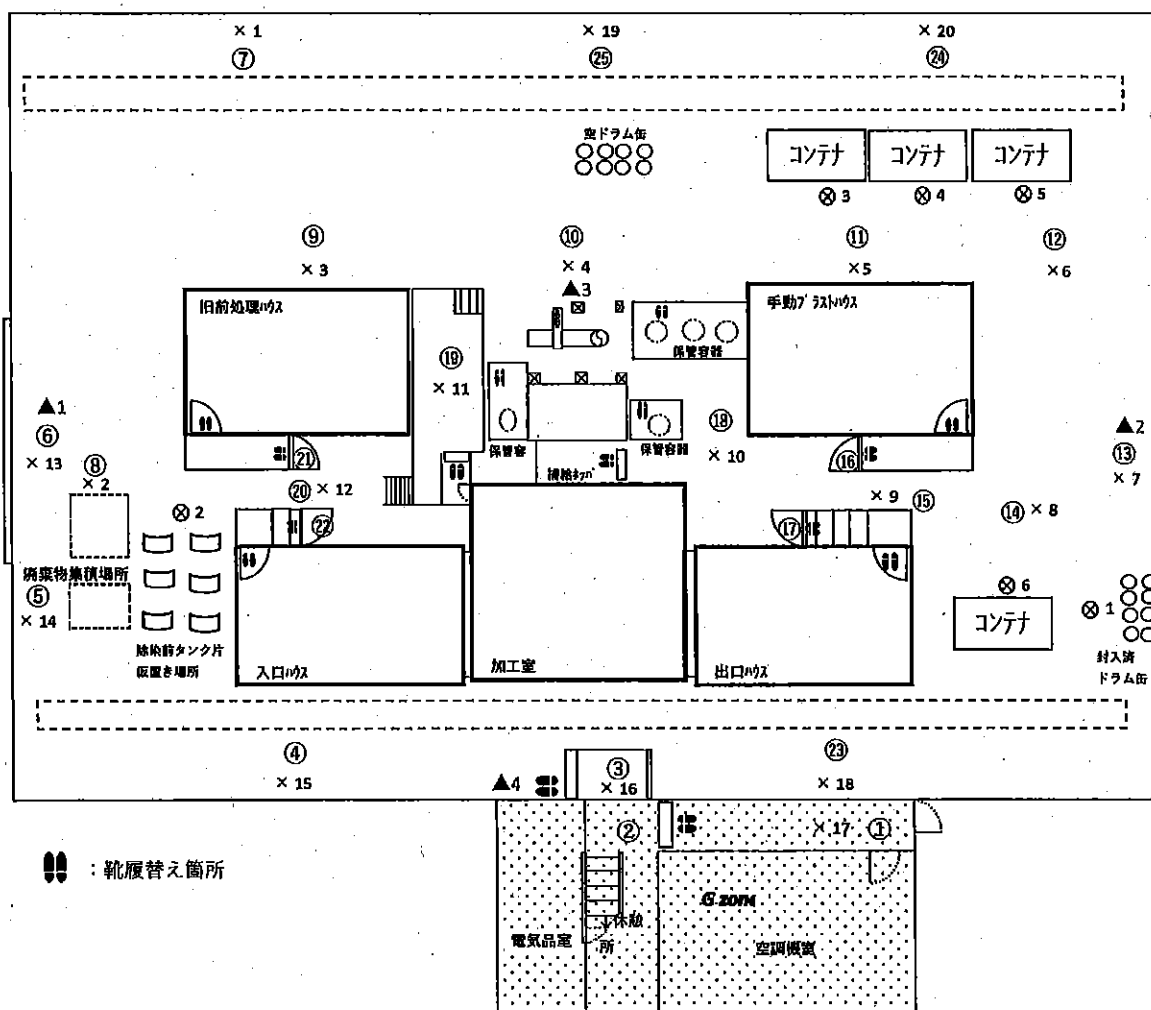 × 1
× 19
× 20
⑦
㉕
㉔
空ドラム缶
コンテナ
コンテナ
コンテナ
⊗ 3
⊗ 4
⊗ 5
⑨
⑩
⑪
⑫
× 3
× 4
× 5
× 6
▲3
旧前処理ハウス
手動ブラストハウス
保管容器
⑲
× 11
▲1
⑥
× 13
⑱
× 10
▲2
⑬
× 7
保管容
保管容器
⑧
× 2
㉑
⑯
⑳
× 12
× 9
⑮
⑭
× 8
⊗ 2
㉒
⑰
廃棄物集積場所
⑤
× 14
⊗ 6
⊗ 1
コンテナ
除染前タンク片
仮置き場所
入口ハウス
加工室
出口ハウス
封入済
ドラム缶
④
× 15
▲4
③
× 16
㉓
× 18
②
× 17
①
:靴履替え箇所
G zone
休憩
所
電気品室
空調機室